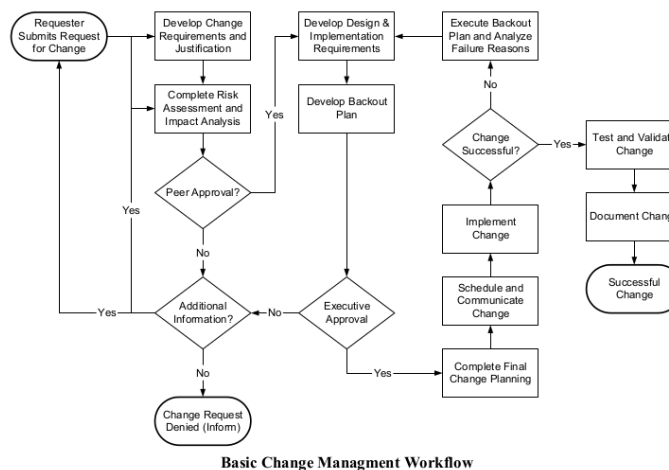 Requester
Submits Request
for Change
Develop Change
Requirements and
Justification
Complete Risk
Assessment and
Impact Analysis
Peer Approval?
Yes
Yes
No
Additional
Information?
Yes
No
Change Request
Denied (Inform)
Develop Design &
Implementation
Requirements
Develop Backout
Plan
Executive
Approval
No
Yes
Complete Final
Change Planning
Schedule and
Communicate
Change
Implement
Change
Change
Successful?
No
Execute Backout
Plan and Analyze
Failure Reasons
Yes
Test and Validat
Change
Document Chang
Successful
Change
Basic Change Managment Workflow